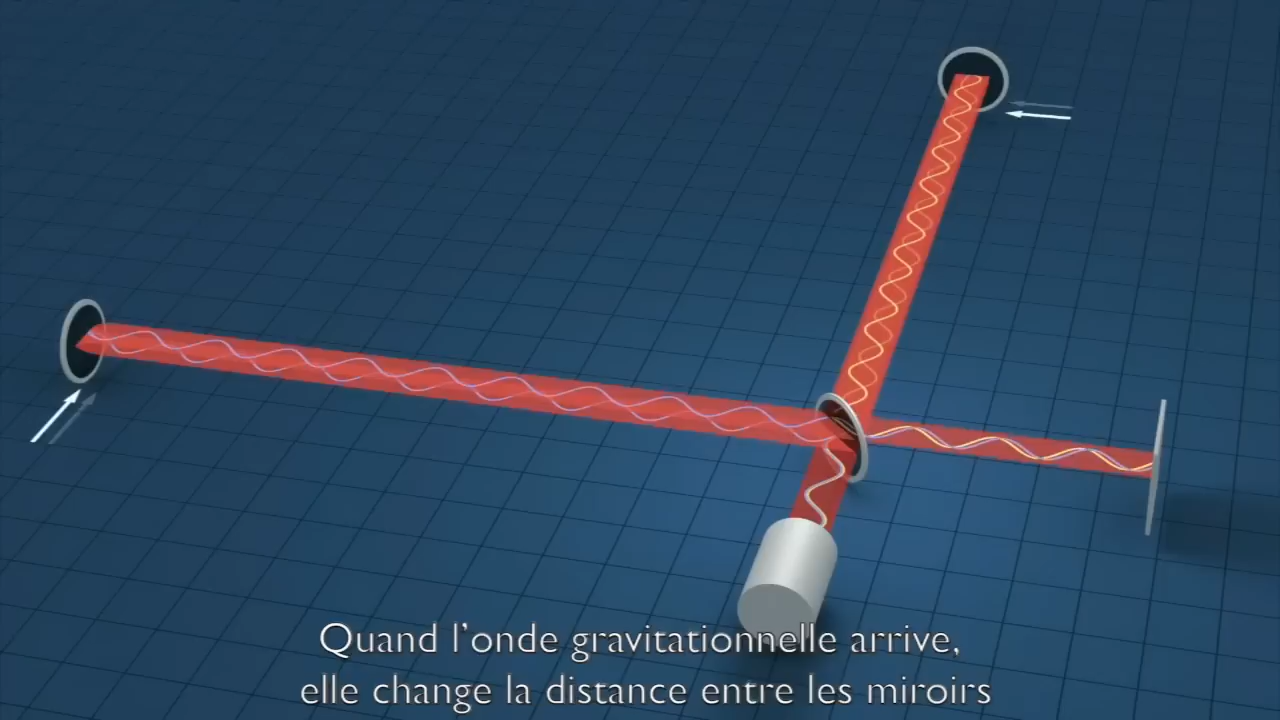 Quand l'onde gravitationnelle arrive,
elle change la distance entre les miroirs